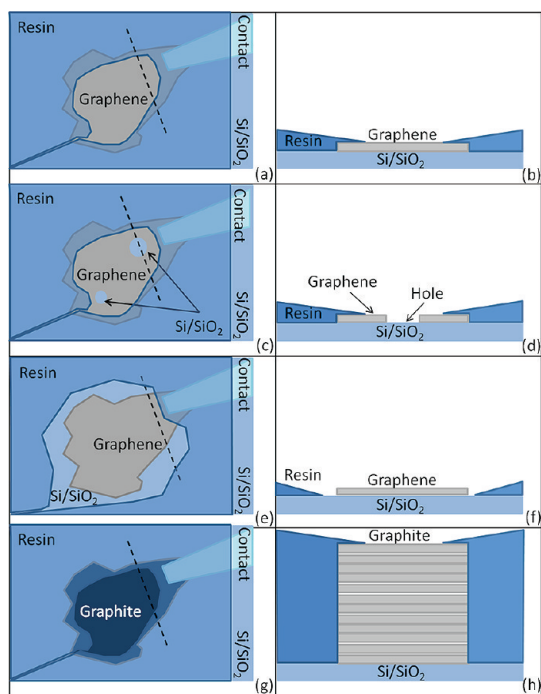 Resin
Contact
Graphene
Si/SiO₂
(a)
Graphene
Resin
Si/SiO₂
(b)
Resin
Contact
Graphene
Si/SiO₂
Si/SiO₂
(c)
Graphene
Hole
Resin
Si/SiO₂
(d)
Resin
Contact
Graphene
Si/SiO₂
Si/SiO₂
(e)
Resin
Graphene
Si/SiO₂
(f)
Resin
Contact
Graphite
Si/SiO₂
(g)
Graphite
Si/SiO₂
(h)